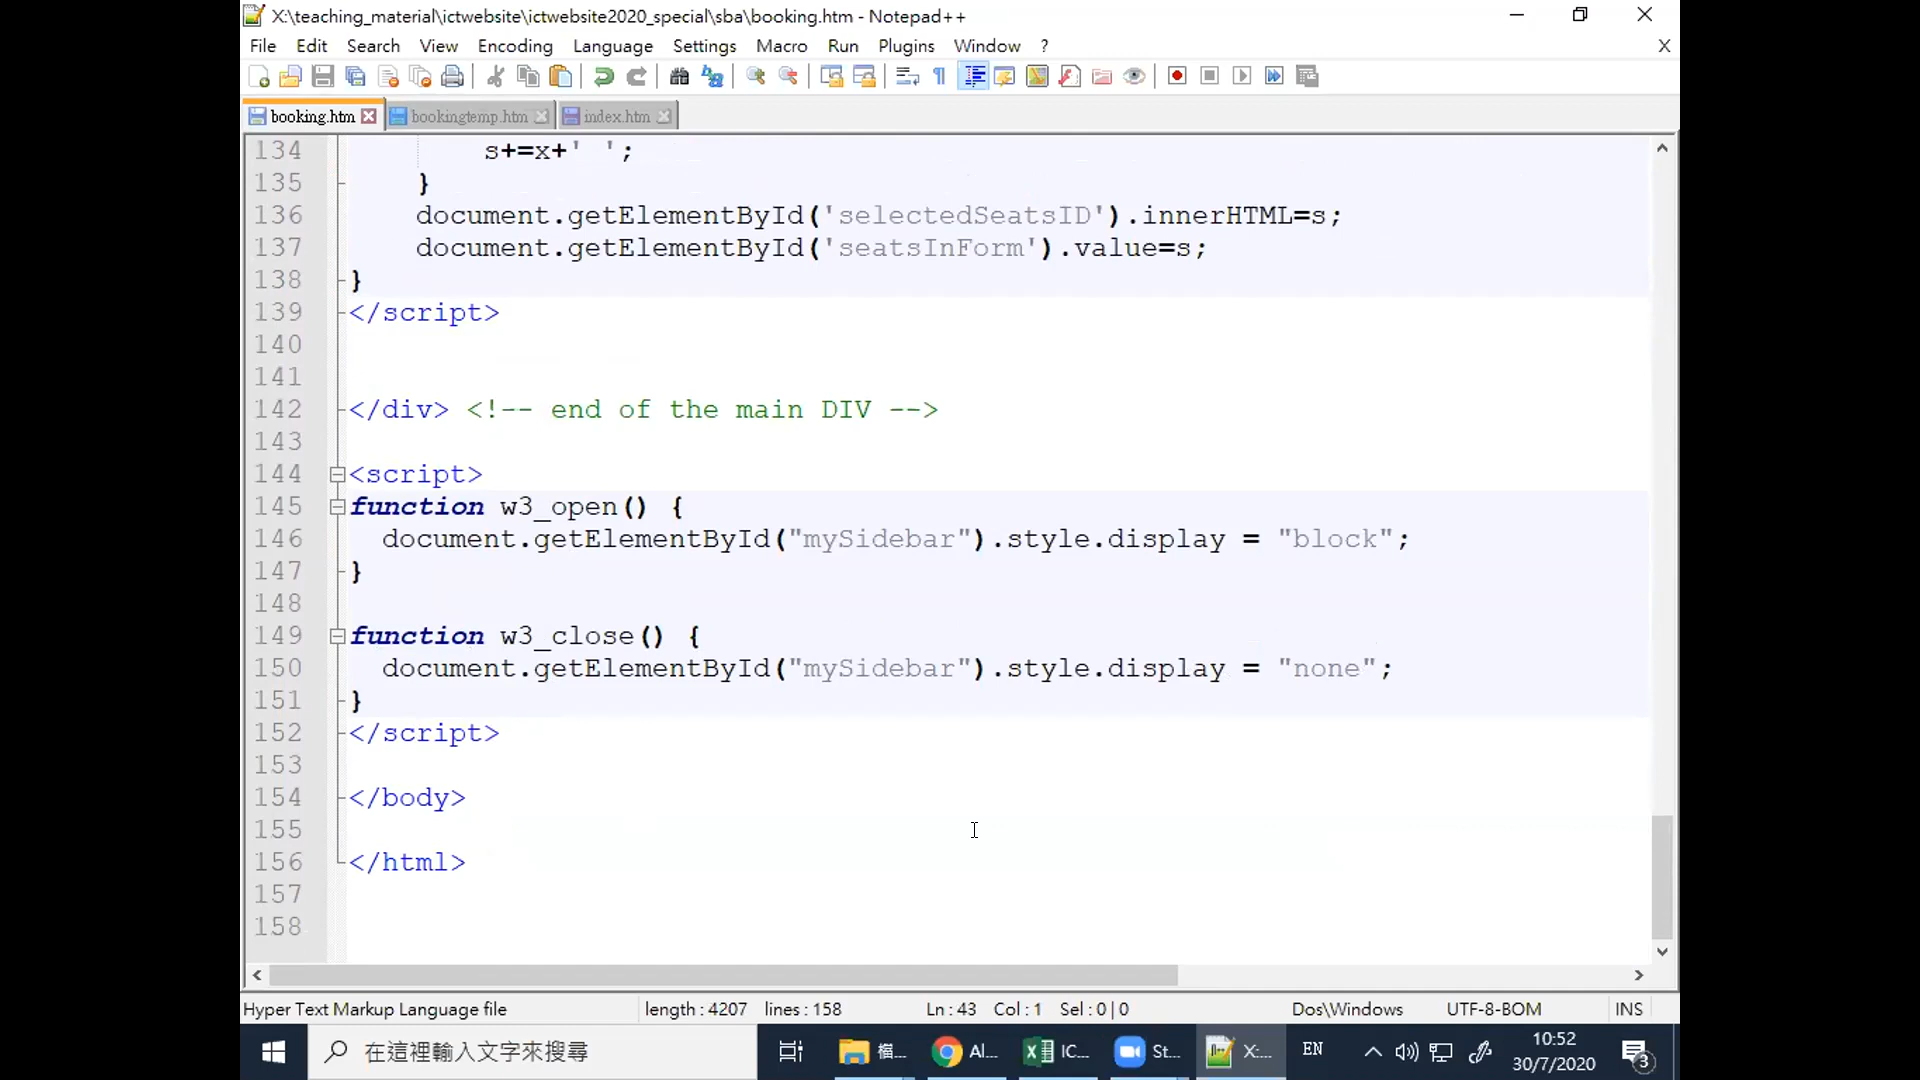 X:\teaching_material\ictwebsite\ictwebsite2020_special\sba\booking.htm - Notepad++
File Edit Search View Encoding Language Settings Macro Run Plugins Window ? X
booking.htm bookingtemp.htm index.htm
134 s+=x+' ';
135 }
136 document.getElementById('selectedSeatsID').innerHTML=s;
137 document.getElementById('seatsInForm').value=s;
138 }
139 </script>
140
141
142 </div> <!-- end of the main DIV -->
143
144 <script>
145 function w3_open() {
146 document.getElementById("mySidebar").style.display = "block";
147 }
148
149 function w3_close() {
150 document.getElementById("mySidebar").style.display = "none";
151 }
152 </script>
153
154 </body>
155
156 </html>
157
158
Hyper Text Markup Language file length : 4207 lines : 158 Ln : 43 Col : 1 Sel : 0 | 0 Dos\Windows UTF-8-BOM INS
在這裡輸入文字來搜尋 檔... Al... IC... St... X:... EN 10:52
30/7/2020 3